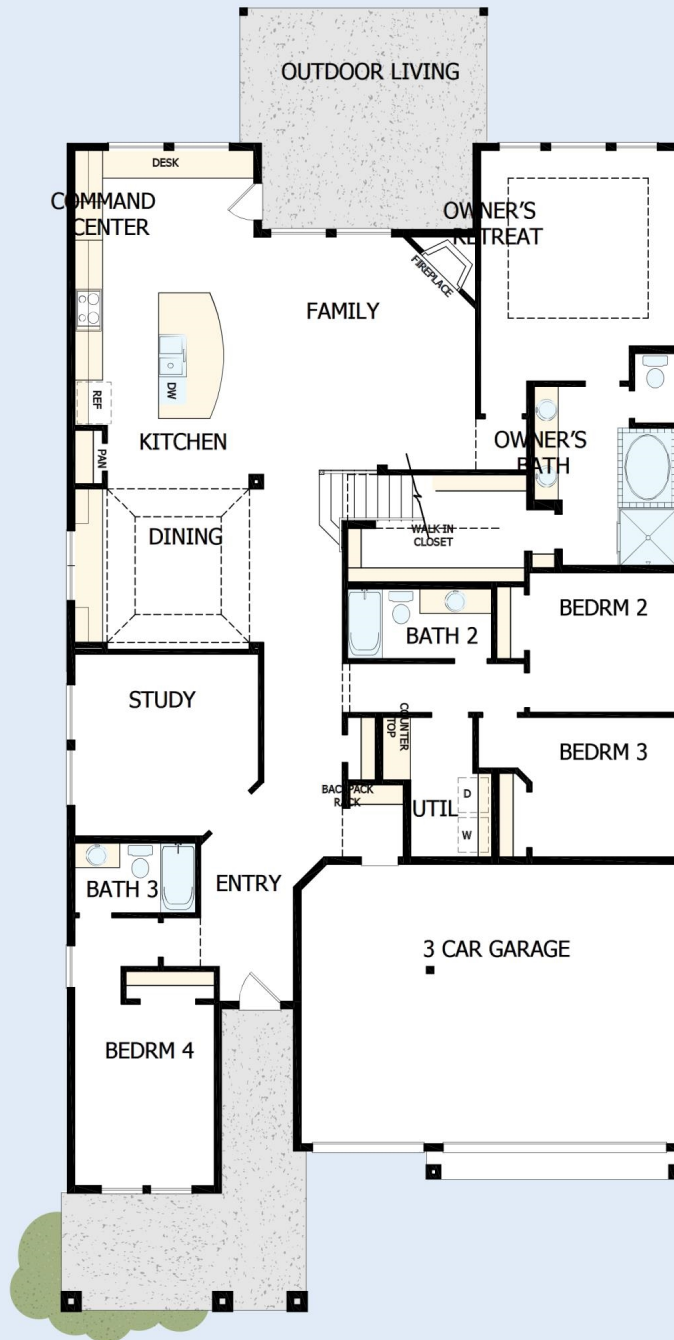 OUTDOOR LIVING
DESK
COMMAND
CENTER
OWNER'S
RETREAT
FIREPLACE
FAMILY
DW
REF
KITCHEN
PAN
OWNER'S
BATH
DINING
WALK-IN
CLOSET
BEDRM 2
BATH 2
STUDY
COUNTER
TOP
BEDRM 3
BACKPACK
RACK
UTIL
D
W
BATH 3
ENTRY
3 CAR GARAGE
BEDRM 4